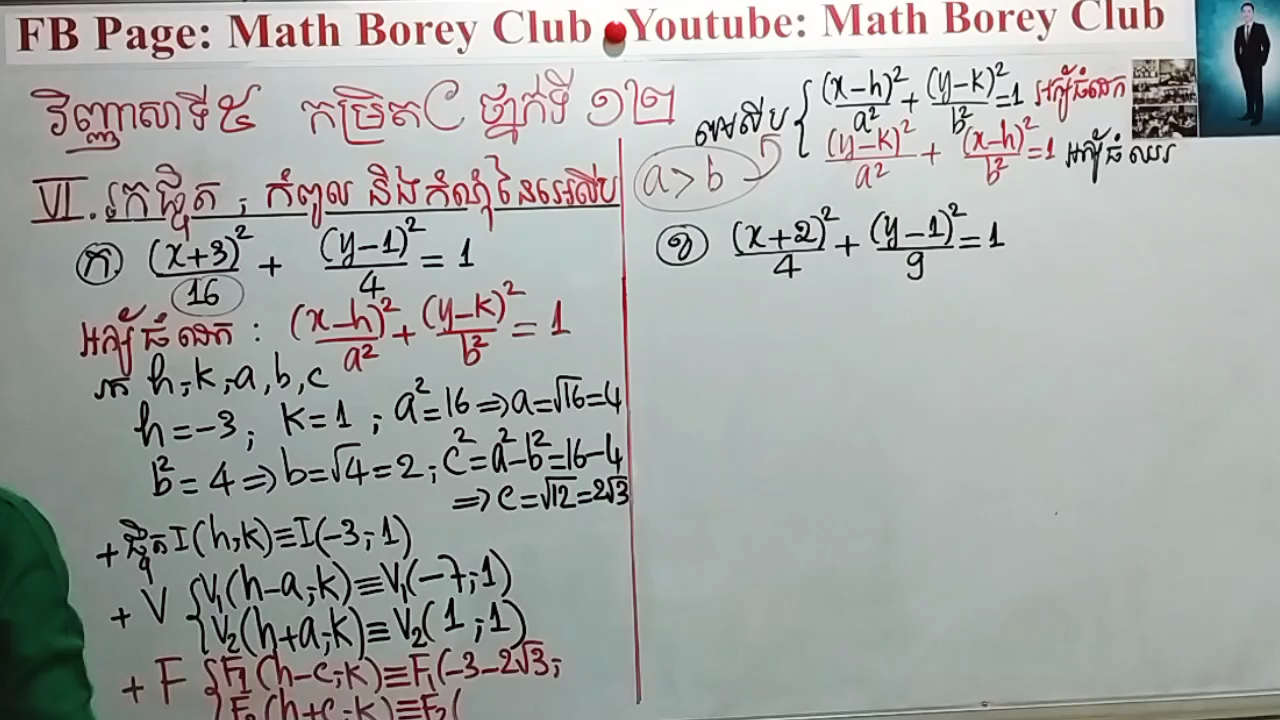 FB Page: Math Borey Club Youtube: Math Borey Club
វិញ្ញាសាទី៥ កម្រិតC ថ្នាក់ទី ១២
VI. រកផ្ចិត , កំពូល និងកំណុំនៃអេលីប
ក (x+3)²/16 + (y-1)²/4 = 1
អ័ក្សធំដេក : (x-h)²/a² + (y-k)²/b² = 1
រក h, k, a, b, c
h = -3 ; k = 1 ; a² = 16 ⇒ a = √16 = 4
b² = 4 ⇒ b = √4 = 2 ; c² = a² - b² = 16 - 4
⇒ c = √12 = 2√3
+ ផ្ចិត I(h;k) ≡ I(-3;1)
+ V { V₁(h-a;k) ≡ V₁(-7;1)
V₂(h+a;k) ≡ V₂(1;1)
+ F { F₁(h-c;k) ≡ F₁(-3-2√3;
F₂(h+c;k) ≡ F₂(
អេលីប { (x-h)²/a² + (y-k)²/b² = 1 អ័ក្សធំដេក
(y-k)²/a² + (x-h)²/b² = 1 អ័ក្សធំឈរ
a > b
ខ (x+2)²/4 + (y-1)²/9 = 1